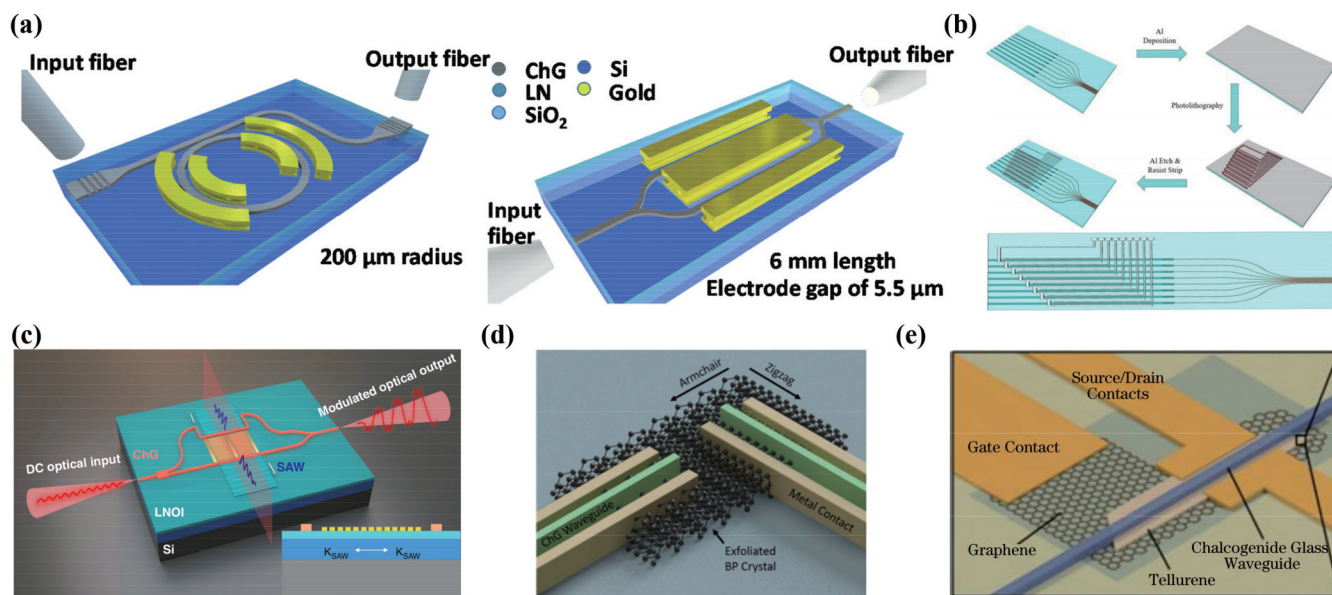 (a)
Input fiber
Output fiber
200 μm radius
ChG
Si
LN
Gold
SiO2
Output fiber
Input
fiber
6 mm length
Electrode gap of 5.5 μm
(b)
Al
Deposition
Photolithography
Al Etch &
Resist Strip
(c)
Modulated optical output
DC optical input
ChG
SAW
LNOI
Si
KSAW
KSAW
(d)
Armchair
Zigzag
ChG Waveguide
Metal Contact
Exfoliated
BP Crystal
(e)
Source/Drain
Contacts
Gate Contact
Graphene
Tellurene
Chalcogenide Glass
Waveguide